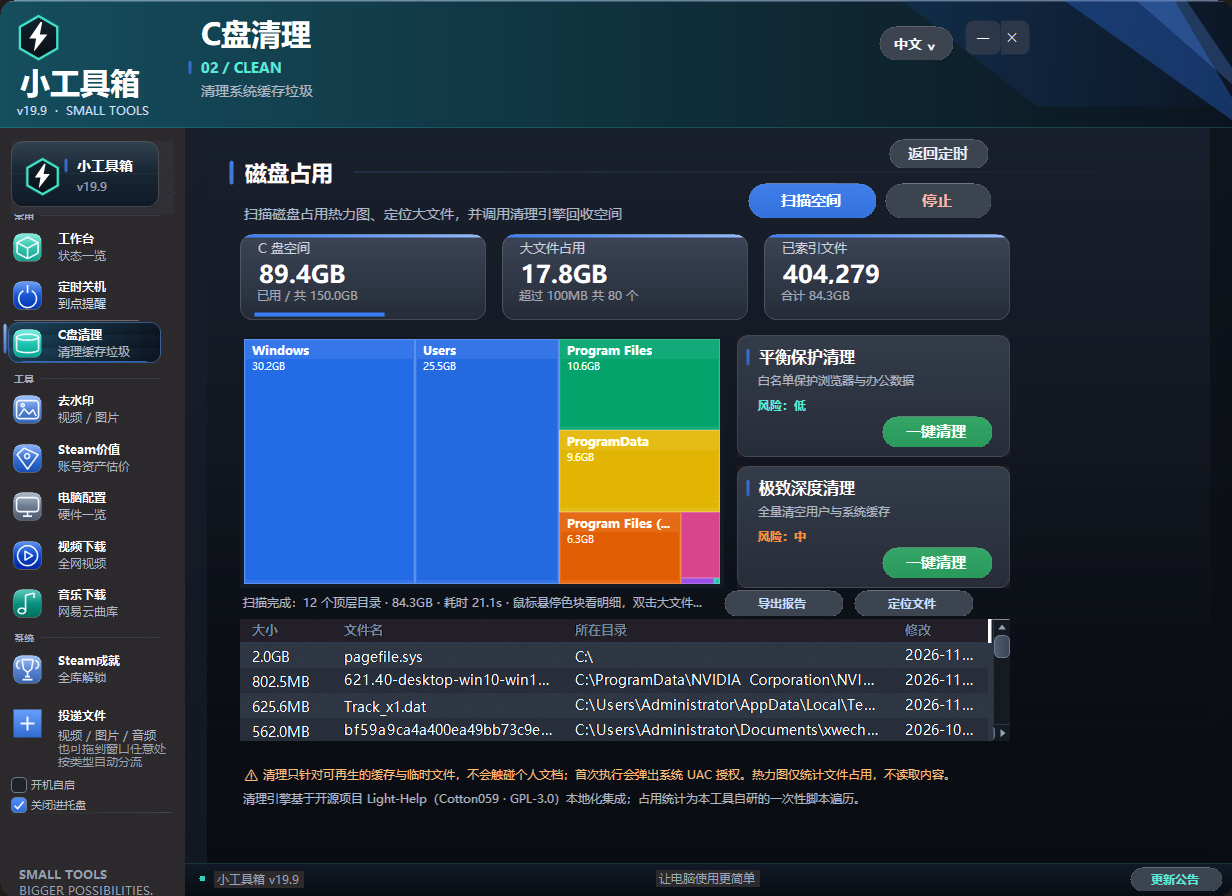 小工具箱
v19.9 · SMALL TOOLS
C盘清理
02 / CLEAN
清理系统缓存垃圾
中文
小工具箱
v19.9
常用
工作台
状态一览
定时关机
到点提醒
C盘清理
清理缓存垃圾
工具
去水印
视频 / 图片
Steam价值
账号资产估价
电脑配置
硬件一览
视频下载
全网视频
音乐下载
网易云曲库
系统
Steam成就
全库解锁
投递文件
视频 / 图片 / 音频
也可拖到窗口任意处
按类型自动分流
开机自启
关闭进托盘
SMALL TOOLS
BIGGER POSSIBILITIES.
磁盘占用
返回定时
扫描磁盘占用热力图、定位大文件，并调用清理引擎回收空间
扫描空间
停止
C 盘空间
89.4GB
已用 / 共 150.0GB
大文件占用
17.8GB
超过 100MB 共 80 个
已索引文件
404,279
合计 84.3GB
Windows
30.2GB
Users
25.5GB
Program Files
10.6GB
ProgramData
9.6GB
Program Files (...
6.3GB
平衡保护清理
白名单保护浏览器与办公数据
风险：低
一键清理
极致深度清理
全量清空用户与系统缓存
风险：中
一键清理
扫描完成：12 个顶层目录 · 84.3GB · 耗时 21.1s · 鼠标悬停色块看明细，双击大文件...
导出报告
定位文件
大小 文件名 所在目录 修改
2.0GB pagefile.sys C:\ 2026-11...
802.5MB 621.40-desktop-win10-win1... C:\ProgramData\NVIDIA Corporation\NVI... 2026-11...
625.6MB Track_x1.dat C:\Users\Administrator\AppData\Local\Te... 2026-11...
562.0MB bf59a9ca4a400ea49bb73c9e... C:\Users\Administrator\Documents\xwech... 2026-10...
⚠ 清理只针对可再生的缓存与临时文件，不会触碰个人文档；首次执行会弹出系统 UAC 授权。热力图仅统计文件占用，不读取内容。
清理引擎基于开源项目 Light-Help（Cotton059 · GPL-3.0）本地化集成；占用统计为本工具自研的一次性脚本遍历。
小工具箱 v19.9
让电脑使用更简单
更新公告